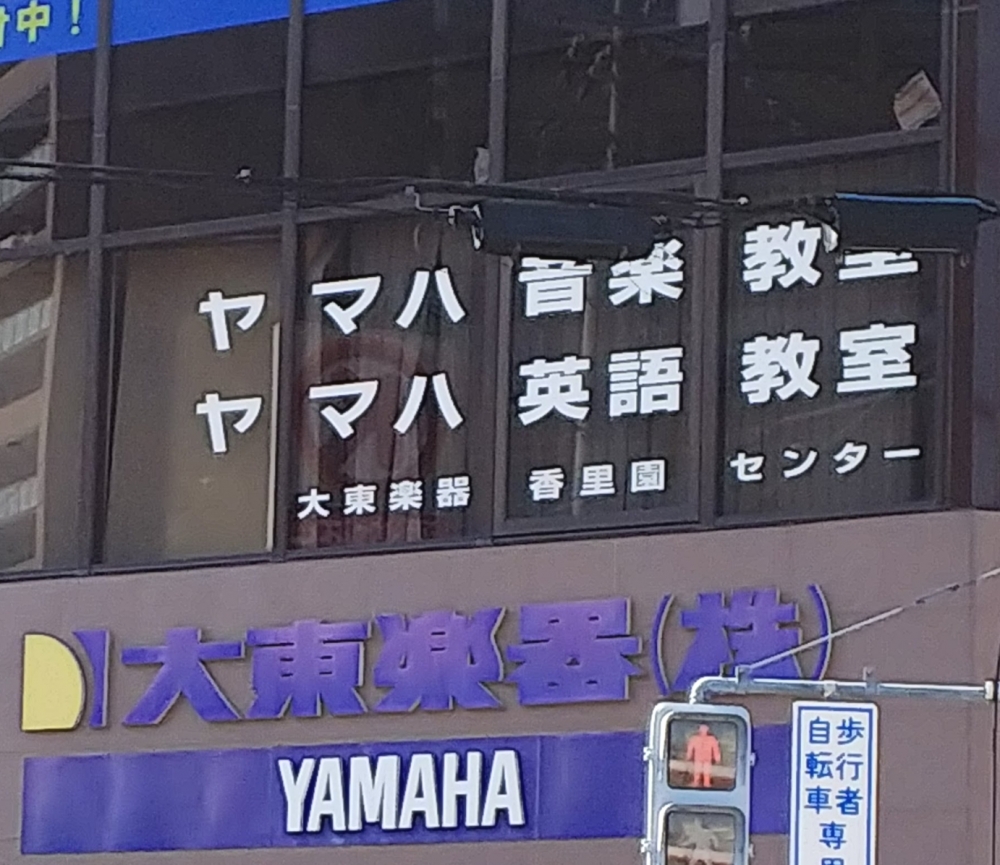 中！
ヤマハ 音楽 教室
ヤマハ 英語 教室
大東楽器 香里園 センター
大東楽器(株)
YAMAHA
歩行者
自転車
専用